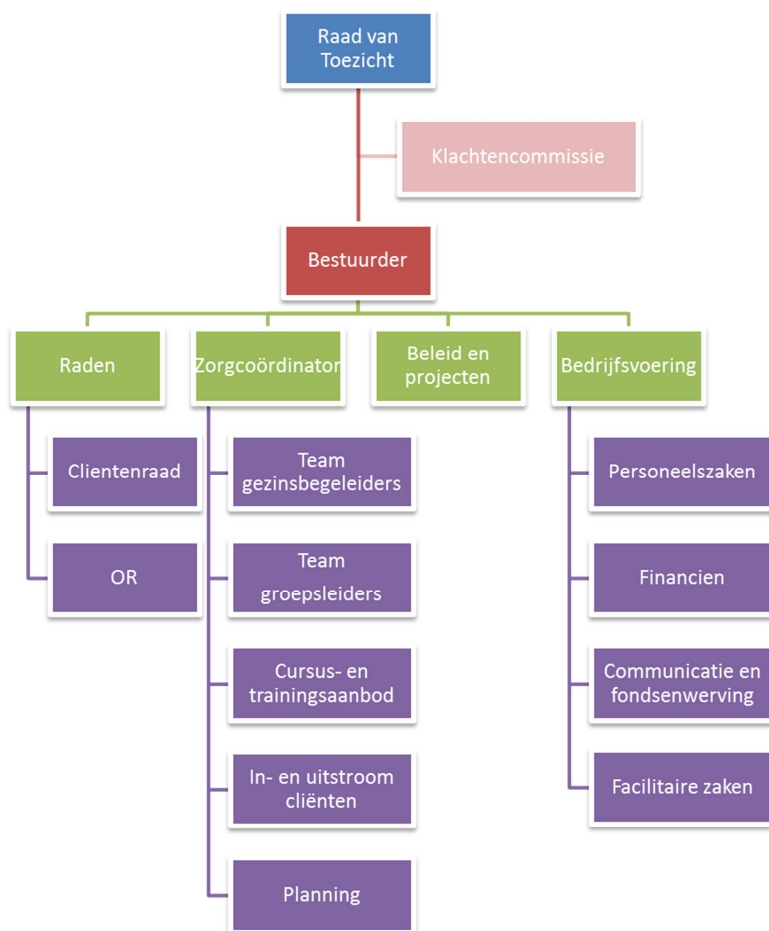 Raad van
Toezicht
Klachtencommissie
Bestuurder
Raden
Zorgcoördinator
Beleid en
projecten
Bedrijfsvoering
Clientenraad
OR
Team
gezinsbegeleiders
Team
groepsleiders
Cursus- en
trainingsaanbod
In- en uitstroom
cliënten
Planning
Personeelszaken
Financien
Communicatie en
fondsenwerving
Facilitaire zaken